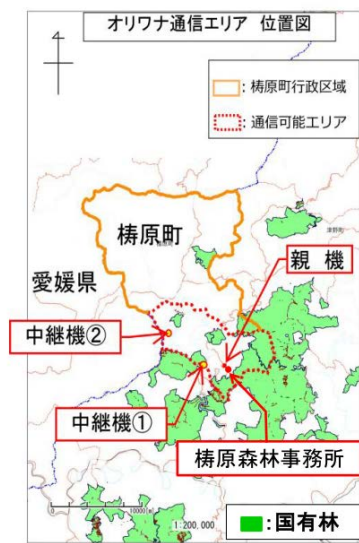 オリワナ通信エリア 位置図
: 梼原町行政区域
: 通信可能エリア
梼原町
愛媛県
親 機
中継機②
中継機①
梼原森林事務所
1:200,000
:国有林